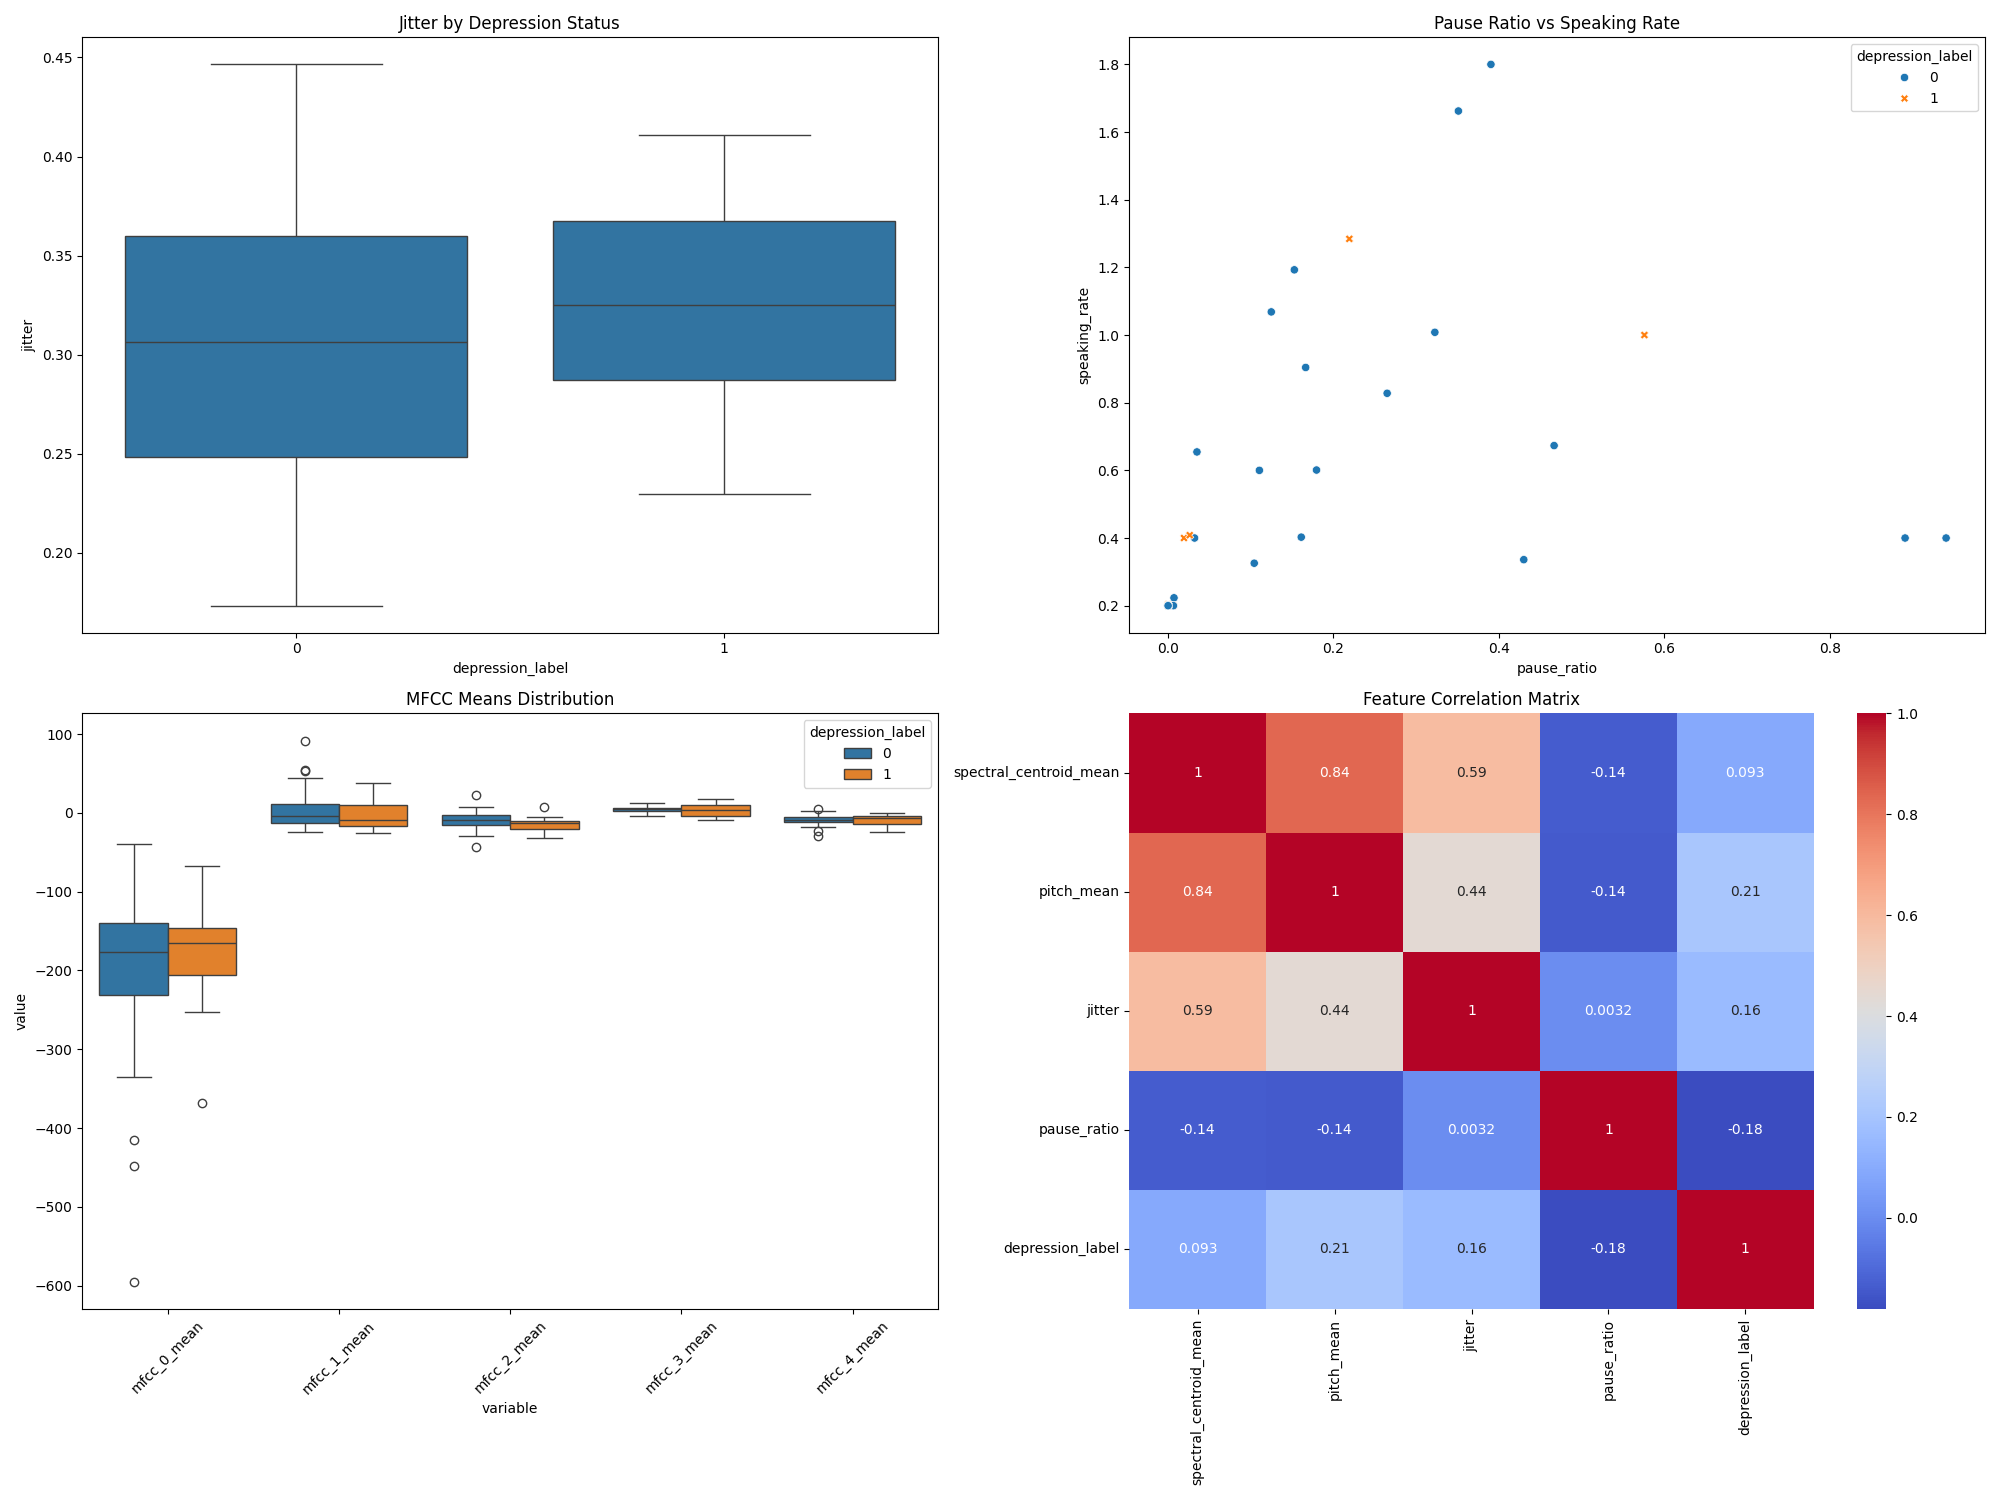 Jitter by Depression Status
0.45
0.40
0.35
0.30
0.25
0.20
jitter
0
1
depression_label
Pause Ratio vs Speaking Rate
depression_label
0
1
1.8
1.6
1.4
1.2
1.0
0.8
0.6
0.4
0.2
speaking_rate
0.0
0.2
0.4
0.6
0.8
pause_ratio
MFCC Means Distribution
depression_label
0
1
100
0
−100
−200
−300
−400
−500
−600
value
mfcc_0_mean
mfcc_1_mean
mfcc_2_mean
mfcc_3_mean
mfcc_4_mean
variable
Feature Correlation Matrix
spectral_centroid_mean
1
0.84
0.59
-0.14
0.093
pitch_mean
0.84
1
0.44
-0.14
0.21
jitter
0.59
0.44
1
0.0032
0.16
pause_ratio
-0.14
-0.14
0.0032
1
-0.18
depression_label
0.093
0.21
0.16
-0.18
1
spectral_centroid_mean
pitch_mean
jitter
pause_ratio
depression_label
1.0
0.8
0.6
0.4
0.2
0.0